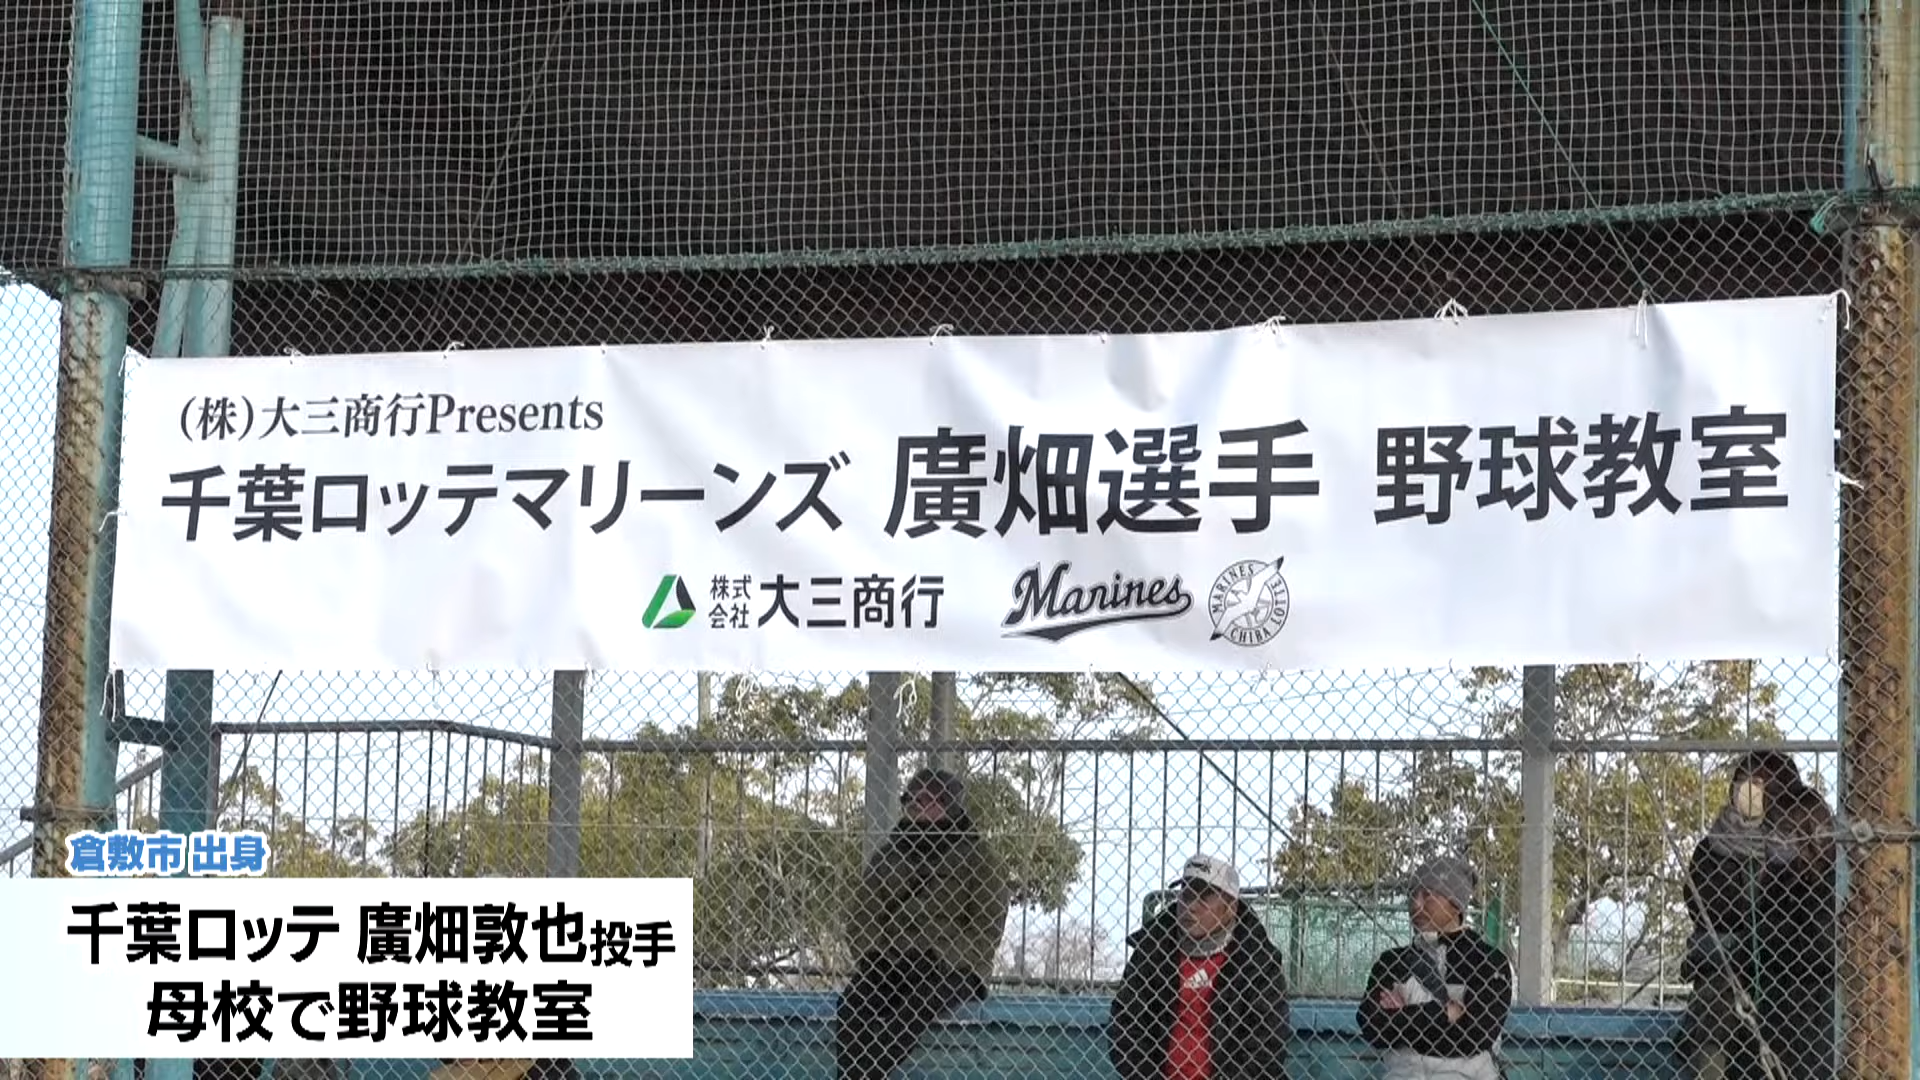 (株)大三商行Presents
千葉ロッテマリーンズ 廣畑選手 野球教室
株式会社 大三商行
Marines
MARINES
CHIBA LOTTE
倉敷市出身
千葉ロッテ 廣畑敦也投手
母校で野球教室